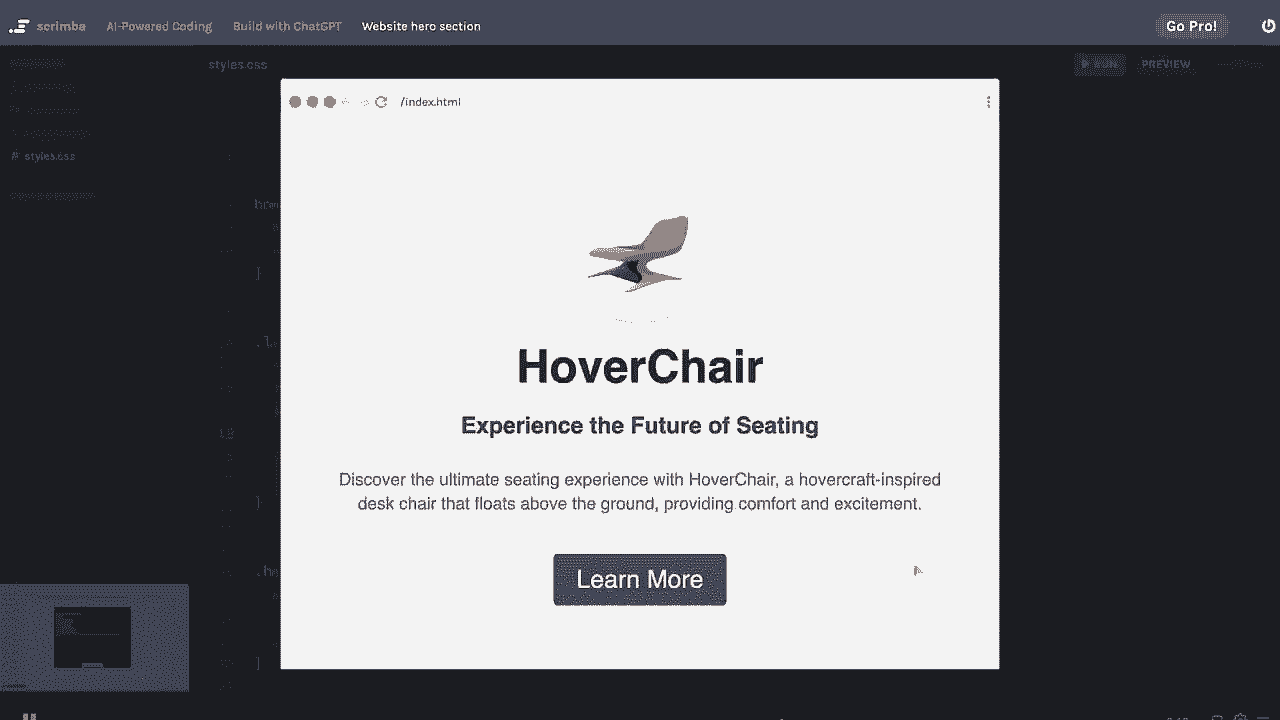 scrimba AI-Powered Coding Build with ChatGPT Website hero section Go Pro!
styles.css RUN PREVIEW
/index.html
styles.css
HoverChair
Experience the Future of Seating
Discover the ultimate seating experience with HoverChair, a hovercraft-inspired
desk chair that floats above the ground, providing comfort and excitement.
Learn More